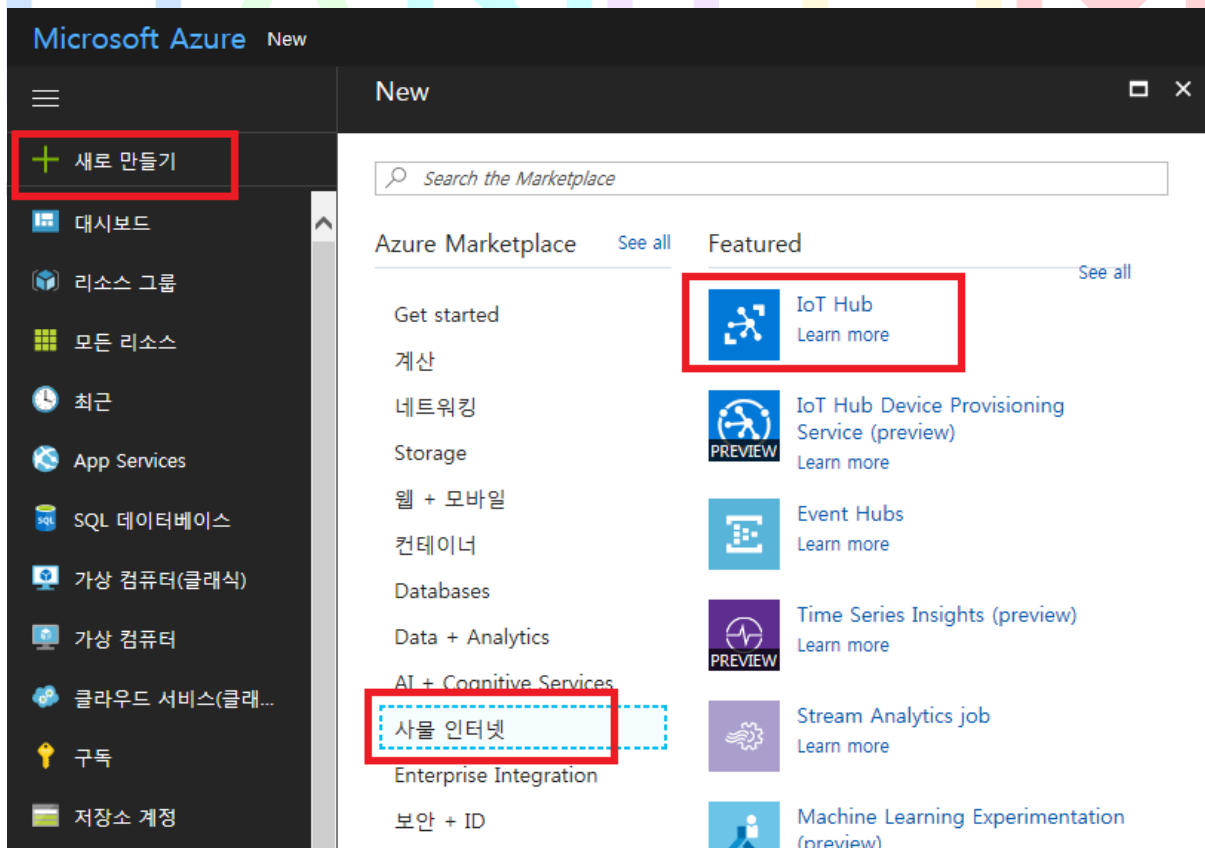 Microsoft Azure New
New
새로 만들기
대시보드
리소스 그룹
모든 리소스
최근
App Services
SQL 데이터베이스
가상 컴퓨터(클래식)
가상 컴퓨터
클라우드 서비스(클래...
구독
저장소 계정
Search the Marketplace
Azure Marketplace See all
Get started
계산
네트워킹
Storage
웹 + 모바일
컨테이너
Databases
Data + Analytics
AI + Cognitive Services
사물 인터넷
Enterprise Integration
보안 + ID
Featured
See all
IoT Hub
Learn more
PREVIEW
IoT Hub Device Provisioning
Service (preview)
Learn more
Event Hubs
Learn more
PREVIEW
Time Series Insights (preview)
Learn more
Stream Analytics job
Learn more
Machine Learning Experimentation
(preview)